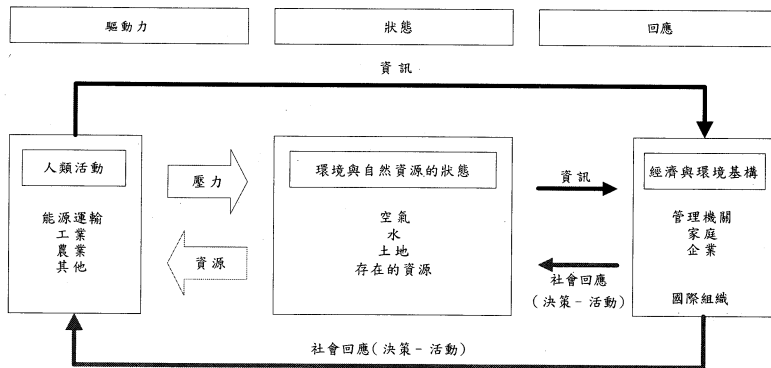 驅動力
狀態
回應
資訊
人類活動
能源運輸
工業
農業
其他
壓力
資源
環境與自然資源的狀態
空氣
水
土地
存在的資源
資訊
社會回應
(決策-活動)
經濟與環境基構
管理機關
家庭
企業
國際組織
社會回應(決策-活動)